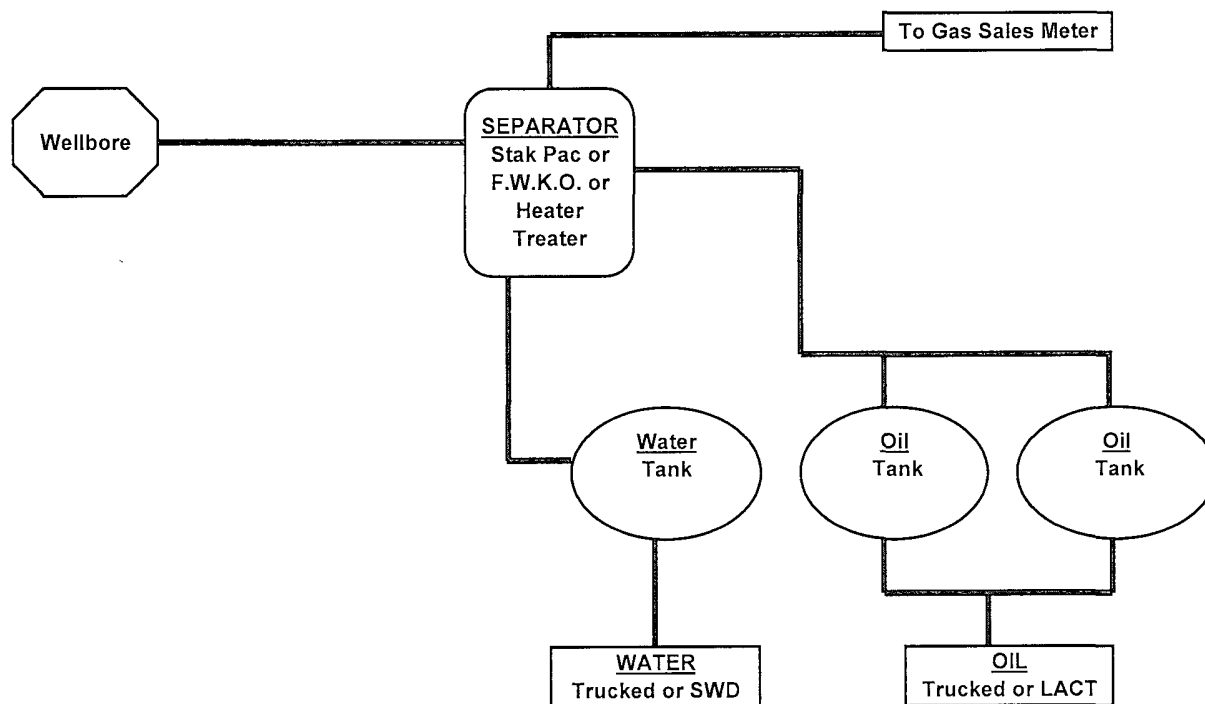 To Gas Sales Meter
Wellbore
SEPARATOR
Stak Pac or
F.W.K.O. or
Heater
Treater
Water
Tank
Oil
Tank
Oil
Tank
WATER
Trucked or SWD
OIL
Trucked or LACT